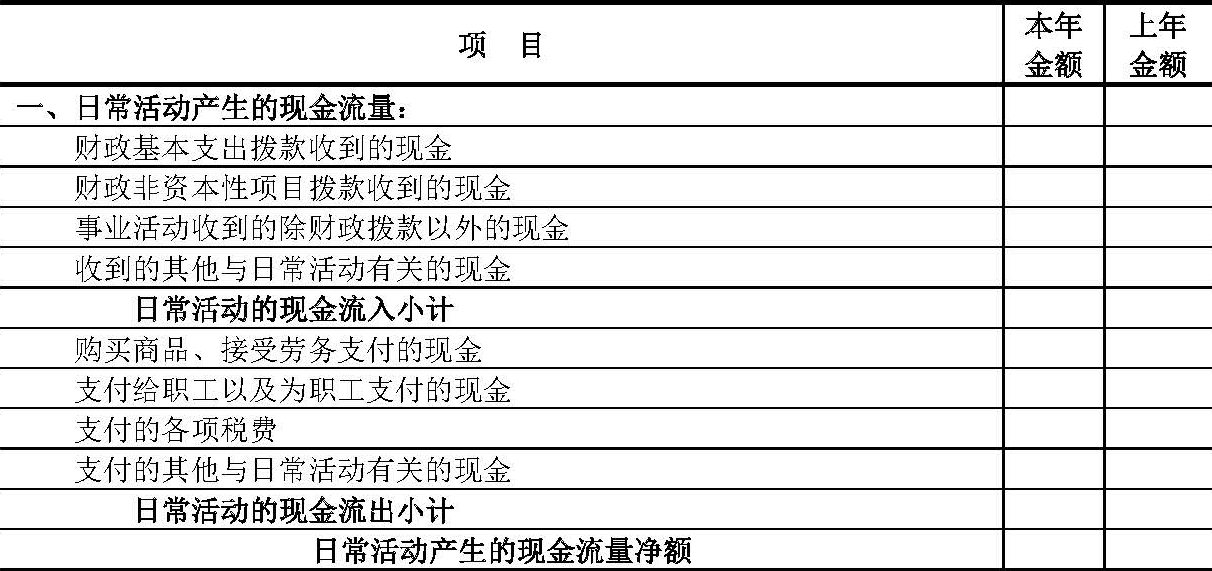 项 目
本年
金额
上年
金额
一、日常活动产生的现金流量：
财政基本支出拨款收到的现金
财政非资本性项目拨款收到的现金
事业活动收到的除财政拨款以外的现金
收到的其他与日常活动有关的现金
日常活动的现金流入小计
购买商品、接受劳务支付的现金
支付给职工以及为职工支付的现金
支付的各项税费
支付的其他与日常活动有关的现金
日常活动的现金流出小计
日常活动产生的现金流量净额